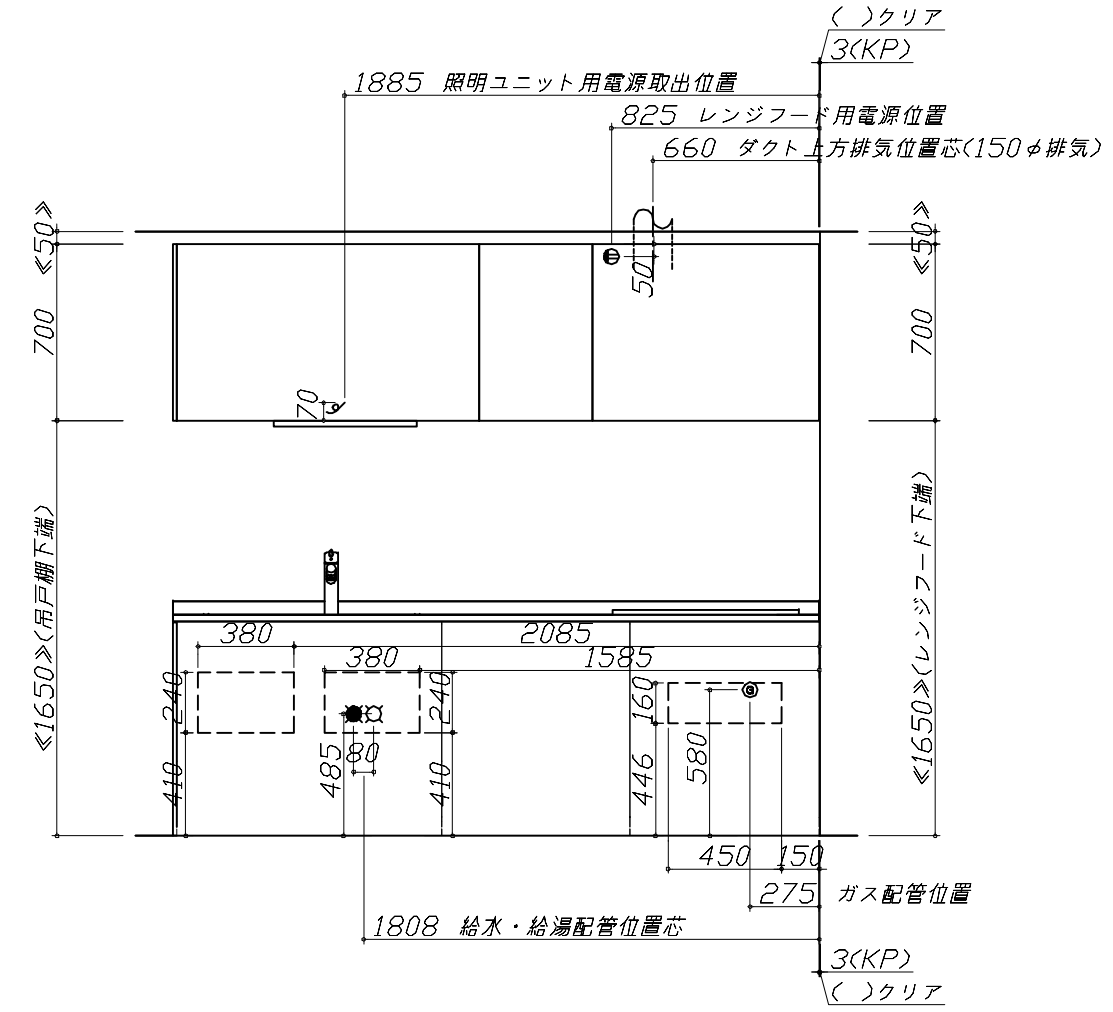 ( )クリア
3(KP)
1885 照明ユニット用電源取出位置
825 レンジフード用電源位置
660 ダクト上方排気位置芯(150φ排気)
≪50≫
≪50≫
50
700
700
70
≪1650≫(吊戸棚下端)
≪1650≫(レンジフード下端)
380
2085
380
1585
240
240
160
485
80
580
410
410
446
G
450
150
275 ガス配管位置
1808 給水・給湯配管位置芯
3(KP)
( )クリア